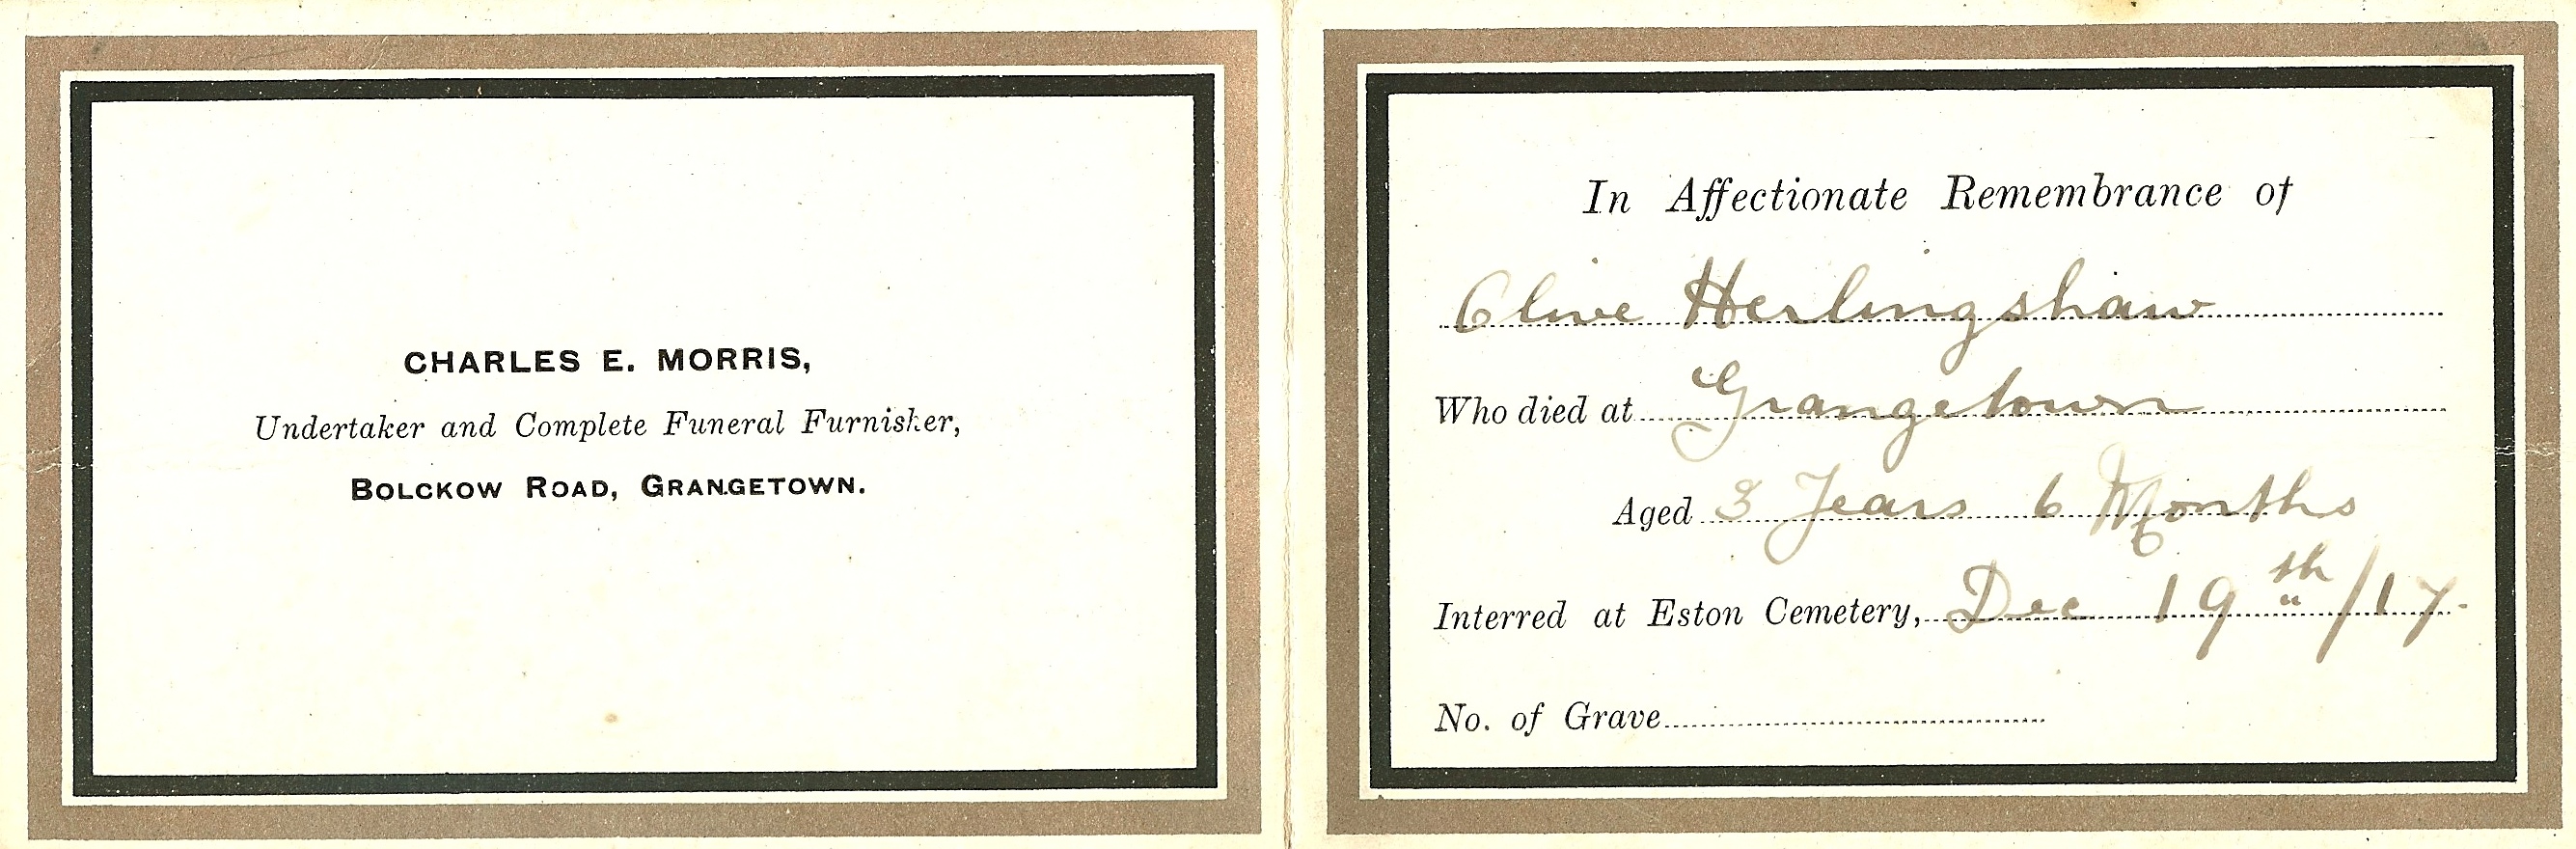 CHARLES E. MORRIS,
Undertaker and Complete Funeral Furnisher,
BOLCKOW ROAD, GRANGETOWN.
In Affectionate Remembrance of
Clive Herlingshaw
Who died at Grangetown
Aged 3 Years 6 Months
Interred at Eston Cemetery, Dec 19th/17.
No. of Grave